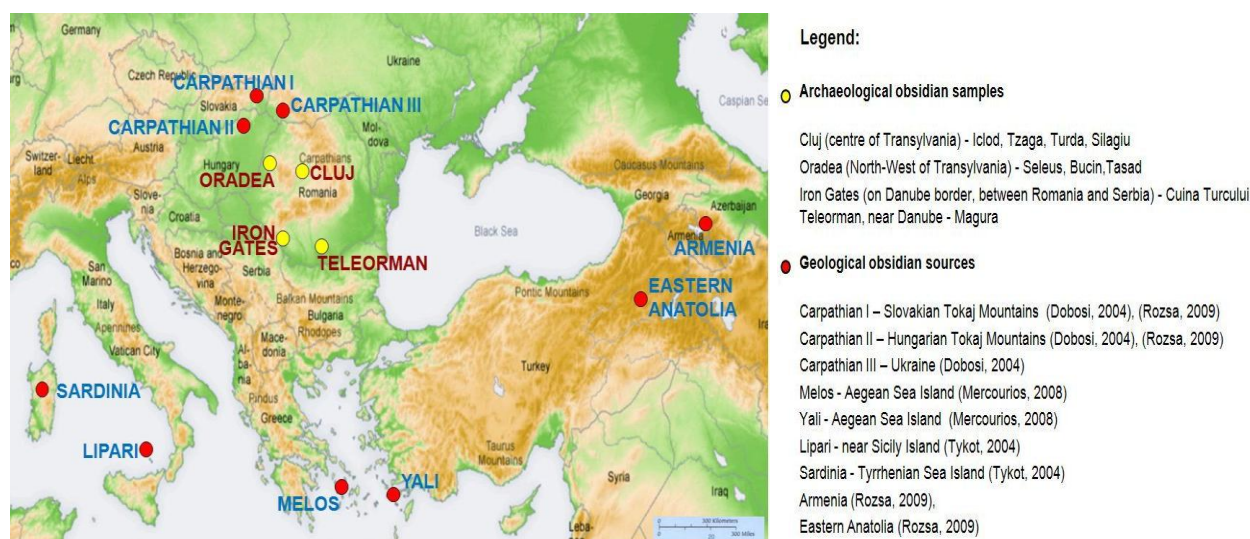 Germany
Czech Republic
Ukraine
CARPATHIAN I
Slovakia
CARPATHIAN III
CARPATHIAN II
Mol-
dova
Caspian Se
Switzer-
land
Liecht.
Alps
Austria
Hungary
Carpathians
ORADEA
CLUJ
Romania
Slove-
nia
Croatia
Caucasus Mountains
Georgia
Azerbaijan
Armenia
ARMENIA
IRON
GATES
TELEORMAN
Black Sea
Bosnia and
Herzego-
vina
Serbia
San
Marino
Italy
Monte-
negro
Balkan Mountains
Bulgaria
Rhodopes
Pontic Mountains
EASTERN
ANATOLIA
Apennines
Vatican City
Mace-
donia
Al-
ba-
nia
Ira
Turkey
SARDINIA
Pindus
Greece
LIPARI
Taurus
Mountains
YALI
MELOS
Syria
Iraq
Leba-
300 Kilometers
300 Miles
Legend:
Archaeological obsidian samples
Cluj (centre of Transylvania) - Iclod, Tzaga, Turda, Silagiu
Oradea (North-West of Transylvania) - Seleus, Bucin,Tasad
Iron Gates (on Danube border, between Romania and Serbia) - Cuina Turcului
Teleorman, near Danube - Magura
Geological obsidian sources
Carpathian I – Slovakian Tokaj Mountains (Dobosi, 2004), (Rozsa, 2009)
Carpathian II – Hungarian Tokaj Mountains (Dobosi, 2004), (Rozsa, 2009)
Carpathian III – Ukraine (Dobosi, 2004)
Melos - Aegean Sea Island (Mercourios, 2008)
Yali - Aegean Sea Island (Mercourios, 2008)
Lipari - near Sicily Island (Tykot, 2004)
Sardinia - Tyrrhenian Sea Island (Tykot, 2004)
Armenia (Rozsa, 2009),
Eastern Anatolia (Rozsa, 2009)